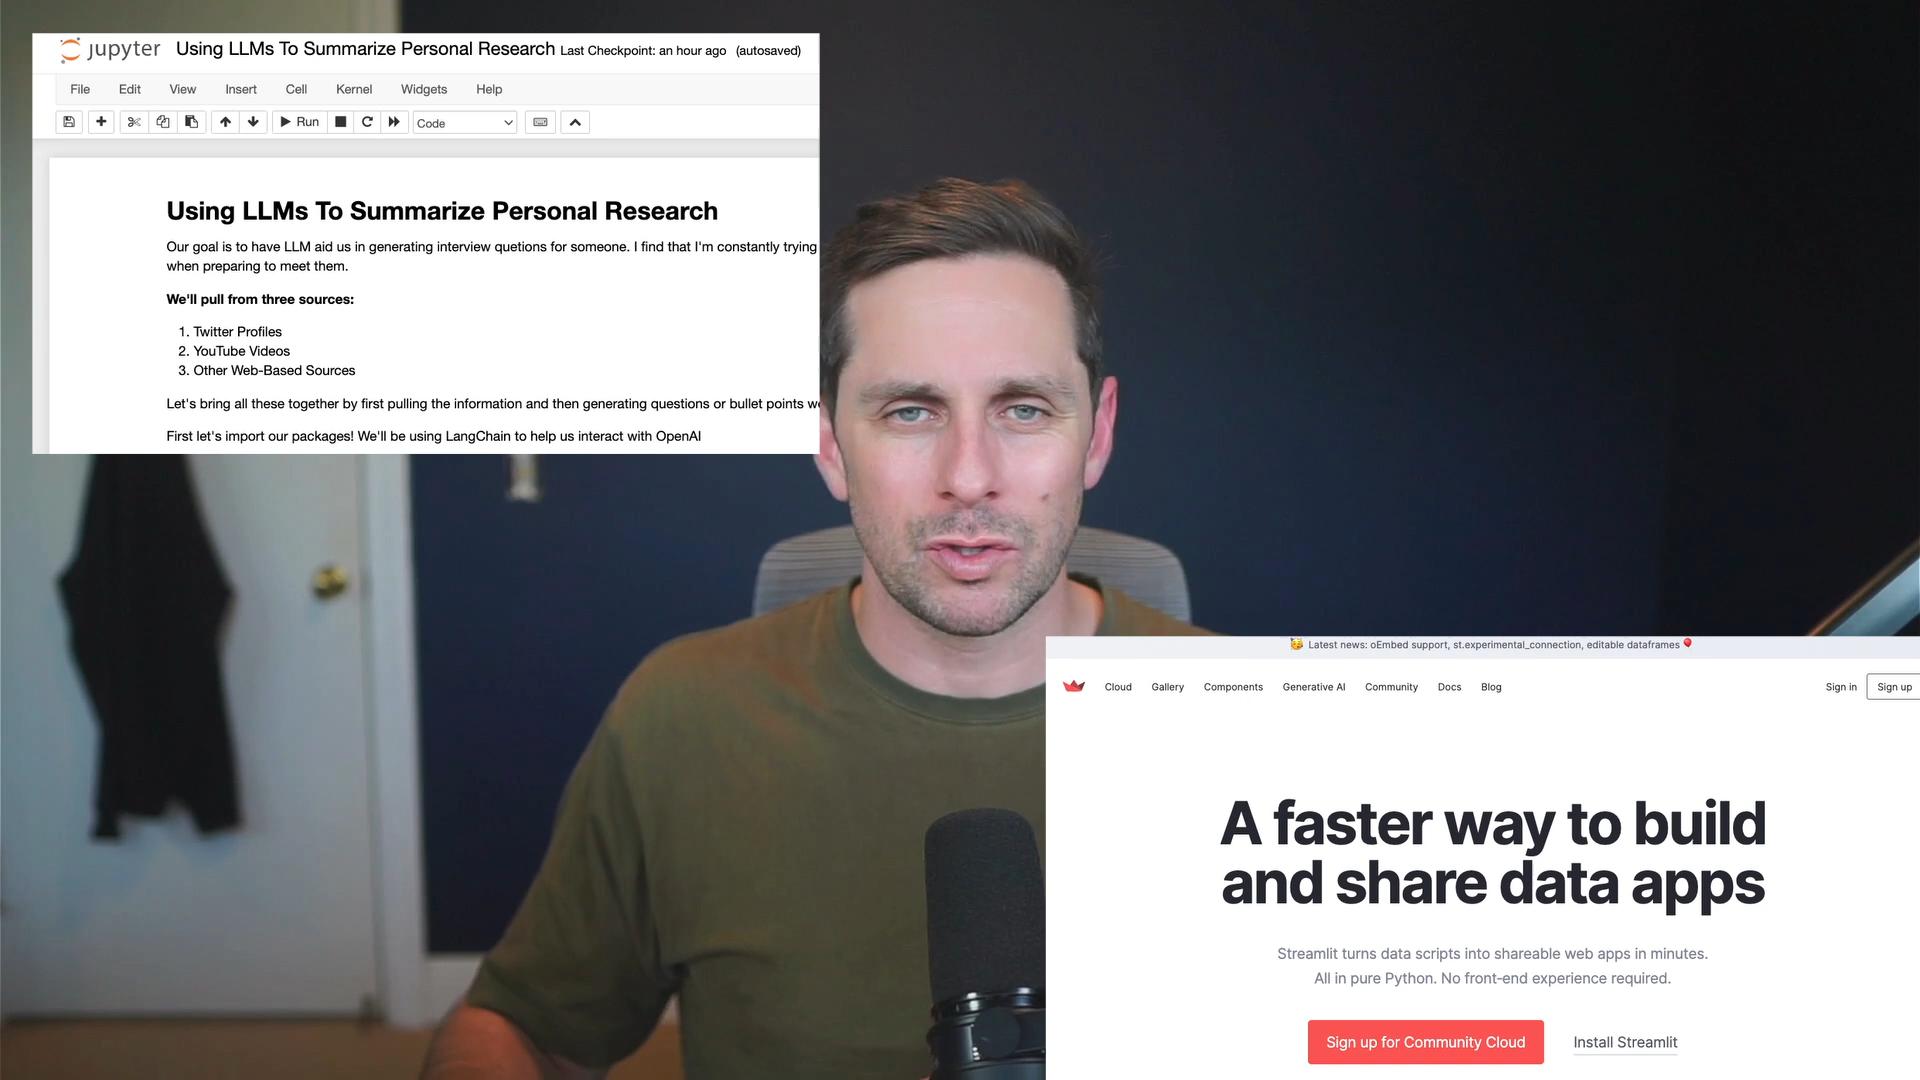 jupyter Using LLMs To Summarize Personal Research Last Checkpoint: an hour ago (autosaved)
File Edit View Insert Cell Kernel Widgets Help
Run Code
Using LLMs To Summarize Personal Research
Our goal is to have LLM aid us in generating interview quetions for someone. I find that I'm constantly trying
when preparing to meet them.
We'll pull from three sources:
1. Twitter Profiles
2. YouTube Videos
3. Other Web-Based Sources
Let's bring all these together by first pulling the information and then generating questions or bullet points
First let's import our packages! We'll be using LangChain to help us interact with OpenAI
Latest news: oEmbed support, st.experimental_connection, editable dataframes
Cloud Gallery Components Generative AI Community Docs Blog Sign in Sign up
A faster way to build
and share data apps
Streamlit turns data scripts into shareable web apps in minutes.
All in pure Python. No front-end experience required.
Sign up for Community Cloud Install Streamlit